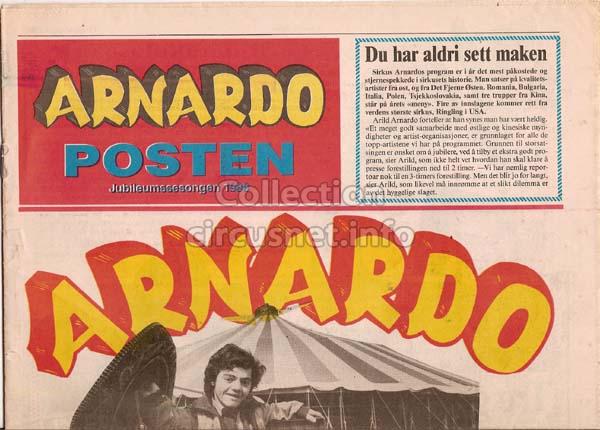 ARNARDO
POSTEN
Jubileumssesongen 1986
Du har aldri sett maken
Sirkus Arnardos program er i år det mest påkostede og
stjernespekkede i sirkusets historie. Man satser på kvalitets-
artister fra øst, og fra Det Fjerne Østen. Romania, Bulgaria,
Italia, Polen, Tsjekkoslovakia, samt tre trupper fra Kina,
står på årets «meny». Fire av innslagene kommer rett fra
verdens største sirkus, Ringling i USA.
Arild Arnardo forteller at han synes man har vært heldig.
«Et meget godt samarbeide med østlige og kinesiske myn-
digheter og artist-organisasjoner, er grunnlaget for alle de
topp-artistene vi har på programmet. Grunnen til storsat-
singen er ønsket om å jubilere, ved å tilby et ekstra godt pro-
gram, sier Arild, som ikke helt vet hvordan han skal klare å
presse forestillingen ned til 2 timer. —Vi har nemlig reper-
toar nok til en 3-timers forestilling. Men det blir jo for langt,
sier Arild, som likevel må innrømme at et slikt dilemma er
av det hyggelige slaget.
Collection
circusnet.info
ARNARDO